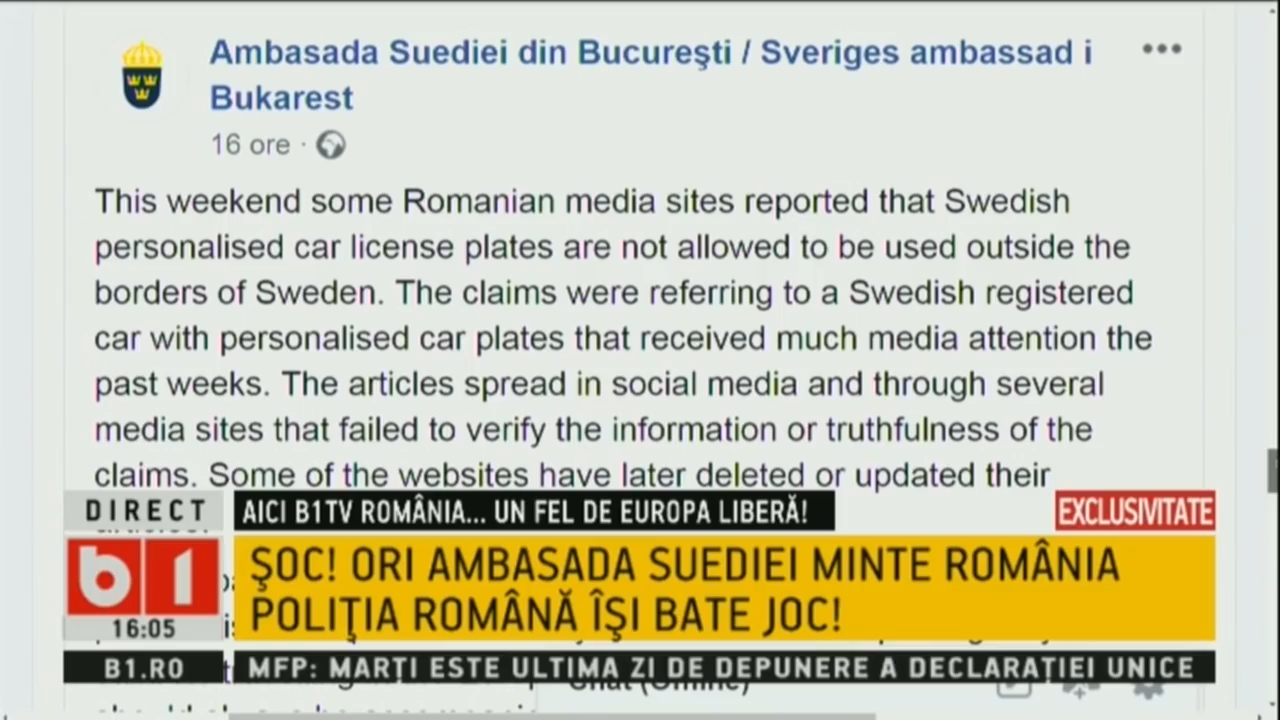 Ambasada Suediei din Bucureşti / Sveriges ambassad i
Bukarest
16 ore ·
This weekend some Romanian media sites reported that Swedish
personalised car license plates are not allowed to be used outside the
borders of Sweden. The claims were referring to a Swedish registered
car with personalised car plates that received much media attention the
past weeks. The articles spread in social media and through several
media sites that failed to verify the information or truthfulness of the
claims. Some of the websites have later deleted or updated their
DIRECT
AICI B1TV ROMÂNIA... UN FEL DE EUROPA LIBERĂ!
EXCLUSIVITATE
b1
ŞOC! ORI AMBASADA SUEDIEI MINTE ROMÂNIA
POLIŢIA ROMÂNĂ ÎŞI BATE JOC!
16:05
B1.RO
MFP: MARŢI ESTE ULTIMA ZI DE DEPUNERE A DECLARAŢIEI UNICE